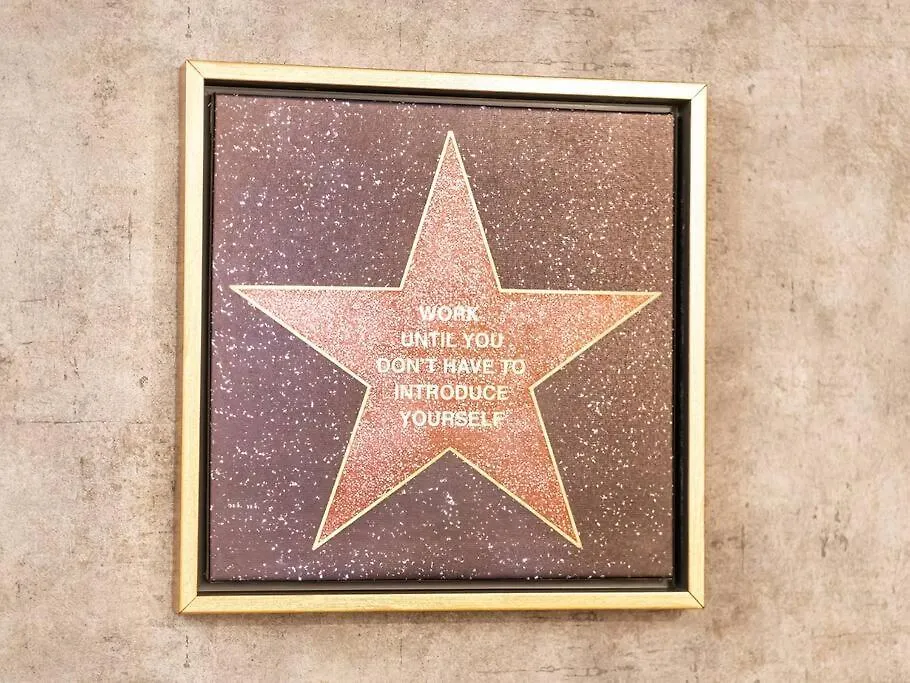 WORK
UNTIL YOU
DON'T HAVE TO
INTRODUCE
YOURSELF